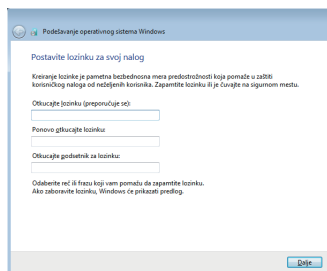 Podešavanje operativnog sistema Windows
Postavite lozinku za svoj nalog
Kreiranje lozinke je pametna bezbednosna mera predostrožnosti koja pomaže u zaštiti
korisničkog naloga od neželjenih korisnika. Zapamtite lozinku ili je čuvajte na sigurnom mestu.
Otkucajte lozinku (preporučuje se):
Ponovo otkucajte lozinku:
Otkucajte podsetnik za lozinku:
Odaberite reč ili frazu koji vam pomažu da zapamtite lozinku.
Ako zaboravite lozinku, Windows će prikazati predlog.
Dalje